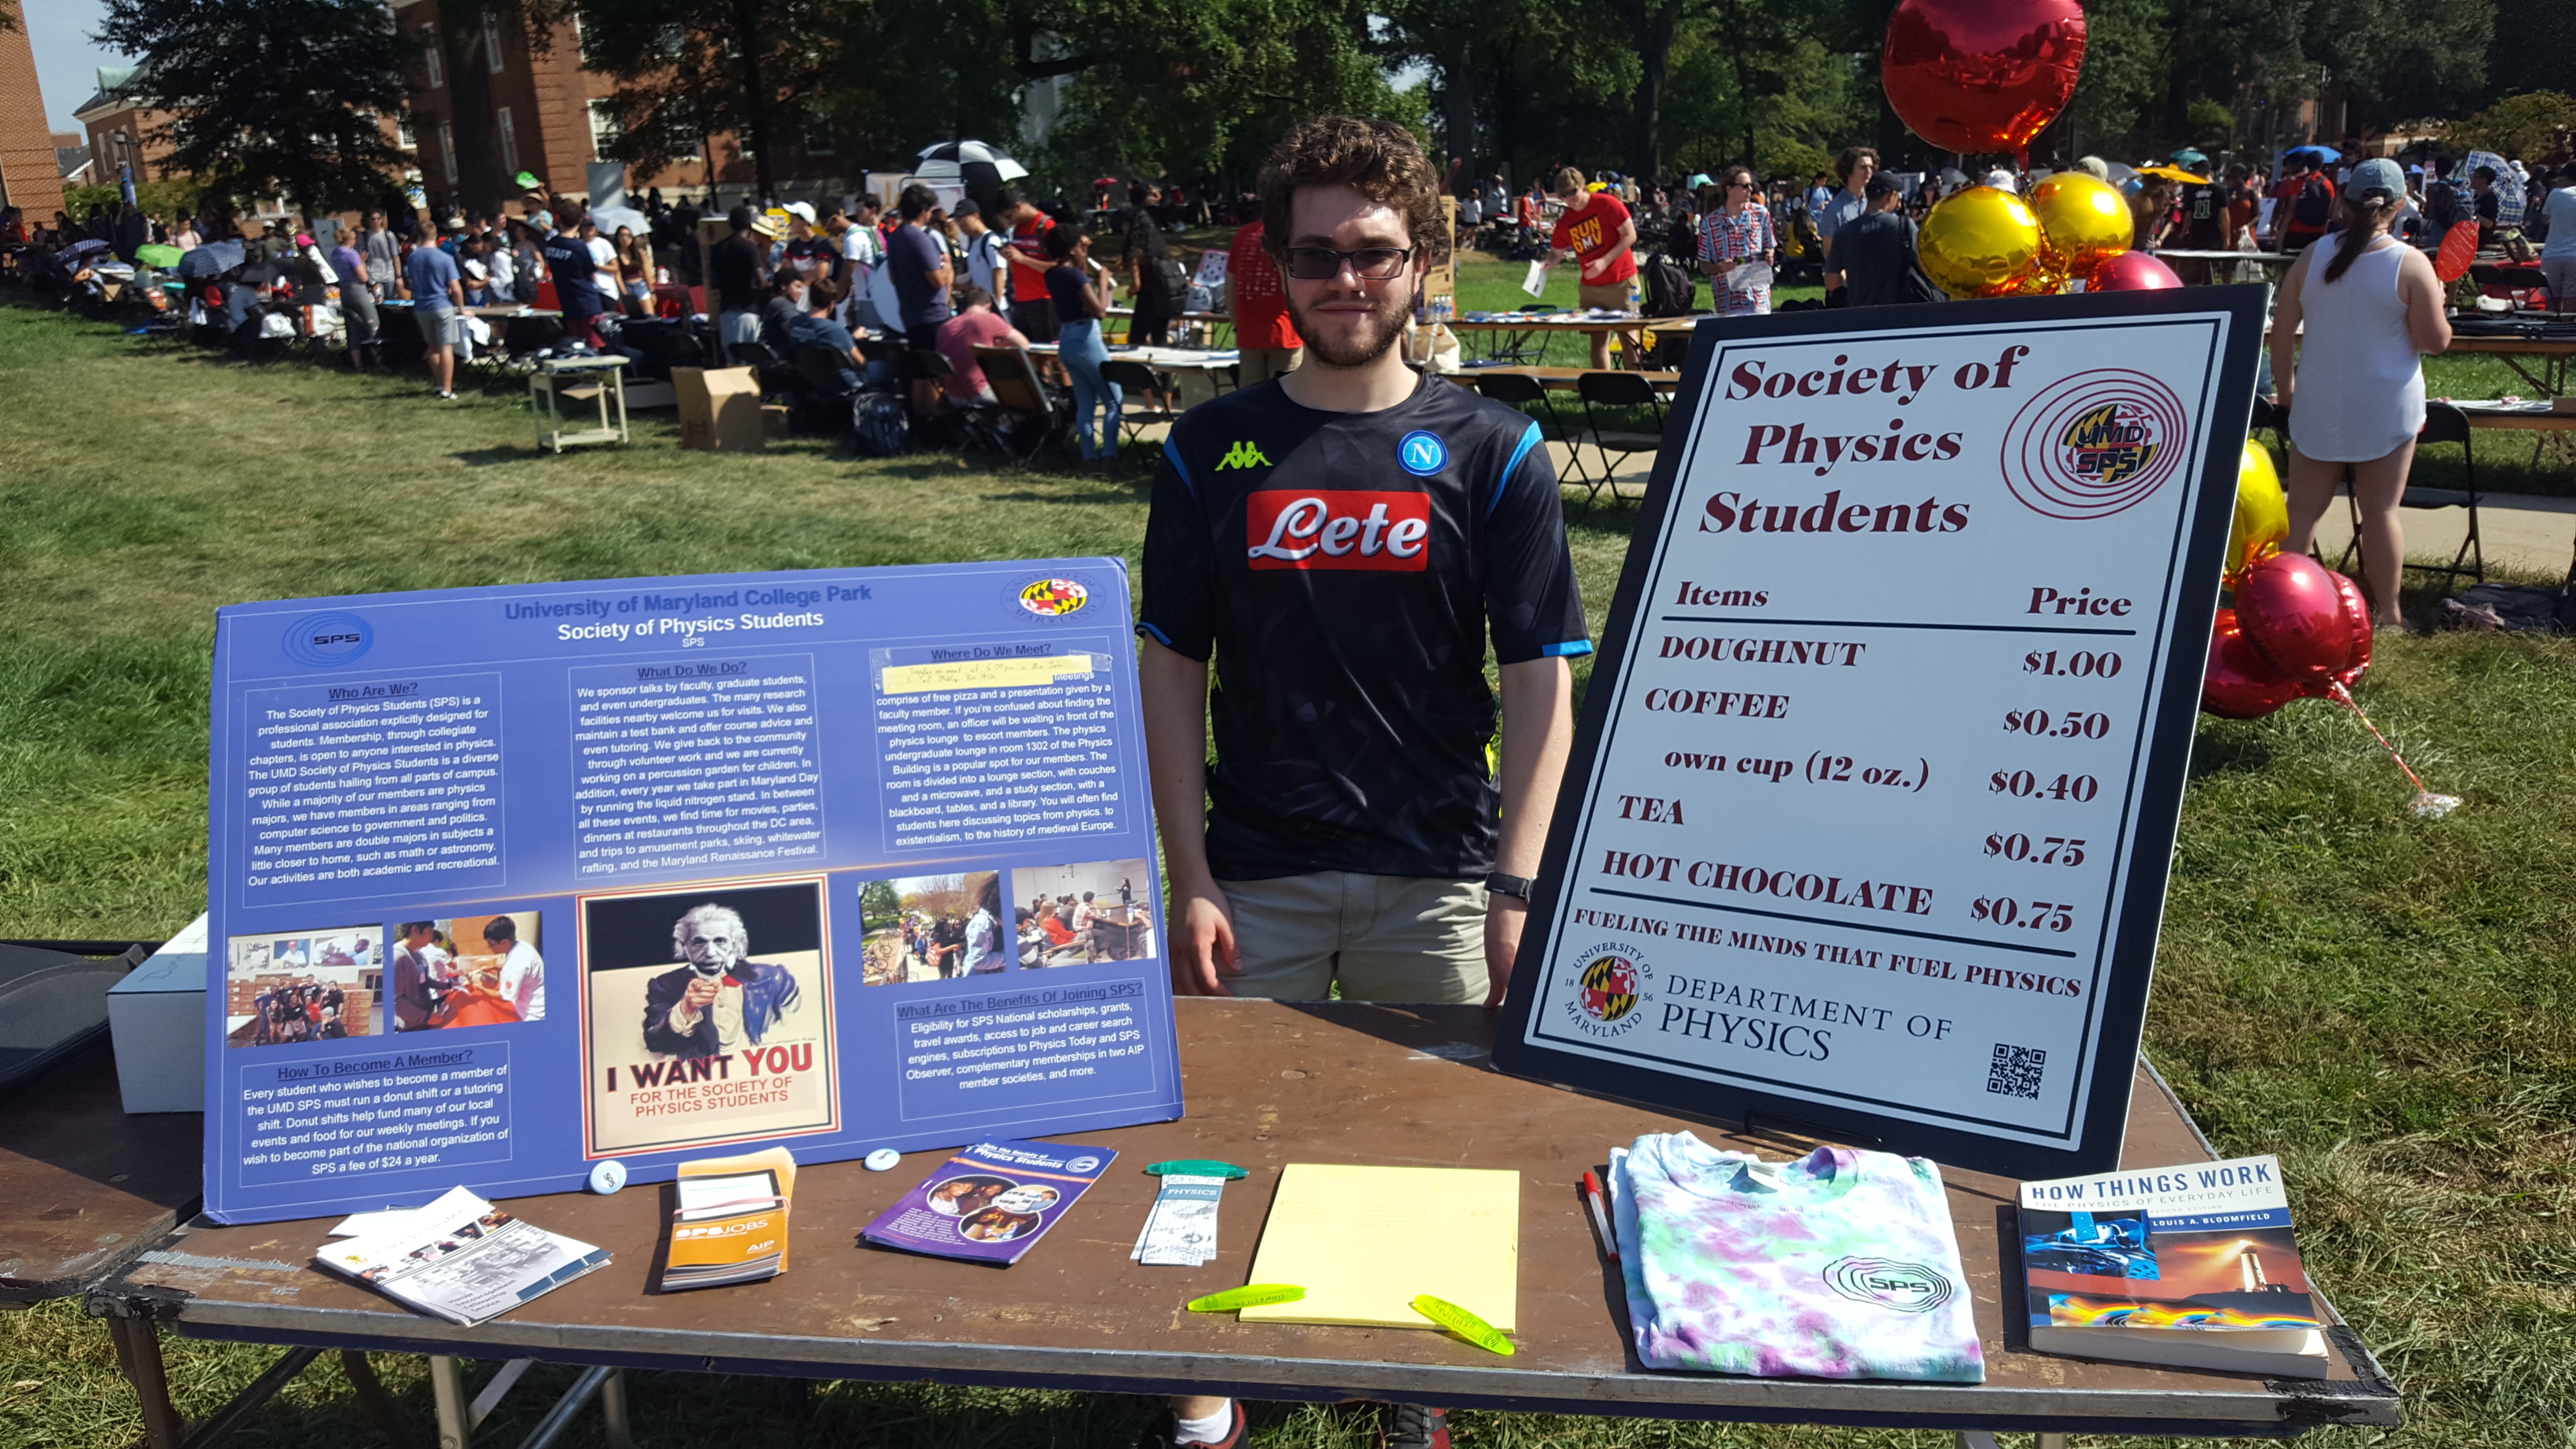 RUN
DMV
N
Lete
University of Maryland College Park
Society of Physics Students
SPS
SPS
Who Are We?
The Society of Physics Students (SPS) is a
professional association explicitly designed for
students. Membership, through collegiate
chapters, is open to anyone interested in physics.
The UMD Society of Physics Students is a diverse
group of students hailing from all parts of campus.
While a majority of our members are physics
majors, we have members in areas ranging from
computer science to government and politics.
Many members are double majors in subjects a
little closer to home, such as math or astronomy.
Our activities are both academic and recreational.
What Do We Do?
We sponsor talks by faculty, graduate students,
and even undergraduates. The many research
facilities nearby welcome us for visits. We also
maintain a test bank and offer course advice and
even tutoring. We give back to the community
through volunteer work and we are currently
working on a percussion garden for children. In
addition, every year we take part in Maryland Day
by running the liquid nitrogen stand. In between
all these events, we find time for movies, parties,
dinners at restaurants throughout the DC area,
and trips to amusement parks, skiing, whitewater
rafting, and the Maryland Renaissance Festival.
Where Do We Meet?
Meetings
comprise of free pizza and a presentation given by a
faculty member. If you're confused about finding the
meeting room, an officer will be waiting in front of the
physics lounge to escort members. The physics
undergraduate lounge in room 1302 of the Physics
Building is a popular spot for our members. The
room is divided into a lounge section, with couches
and a microwave, and a study section, with a
blackboard, tables, and a library. You will often find
students here discussing topics from physics. to
existentialism, to the history of medieval Europe.
How To Become A Member?
Every student who wishes to become a member of
the UMD SPS must run a donut shift or a tutoring
shift. Donut shifts help fund many of our local
events and food for our weekly meetings. If you
wish to become part of the national organization of
SPS a fee of $24 a year.
I WANT YOU
FOR THE SOCIETY OF
PHYSICS STUDENTS
What Are The Benefits Of Joining SPS?
Eligibility for SPS National scholarships, grants,
travel awards, access to job and career search
engines, subscriptions to Physics Today and SPS
Observer, complementary memberships in two AIP
member societies, and more.
Society of
Physics
Students
UMD
SPS
Items Price
DOUGHNUT $1.00
COFFEE $0.50
own cup (12 oz.) $0.40
TEA $0.75
HOT CHOCOLATE $0.75
FUELING THE MINDS THAT FUEL PHYSICS
UNIVERSITY OF
18 56
MARYLAND
DEPARTMENT OF
PHYSICS
SPS
SPSJOBS
AIP
Physics Students
PHYSICS
SPS
HOW THINGS WORK
THE PHYSICS OF EVERYDAY LIFE
SECOND EDITION
LOUIS A. BLOOMFIELD